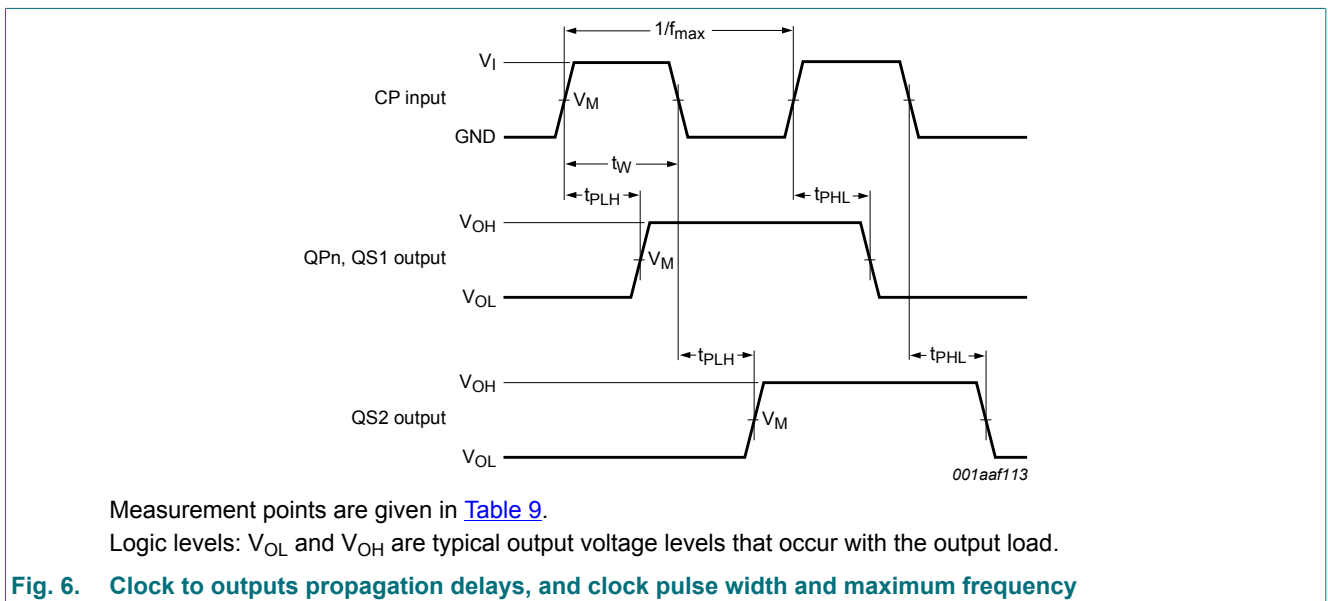 1/fmax
VI
CP input
VM
GND
tW
tPLH
tPHL
VOH
QPn, QS1 output
VM
VOL
tPLH
tPHL
VOH
QS2 output
VM
VOL
001aaf113
Measurement points are given in Table 9.
Logic levels: VOL and VOH are typical output voltage levels that occur with the output load.
Fig. 6. Clock to outputs propagation delays, and clock pulse width and maximum frequency